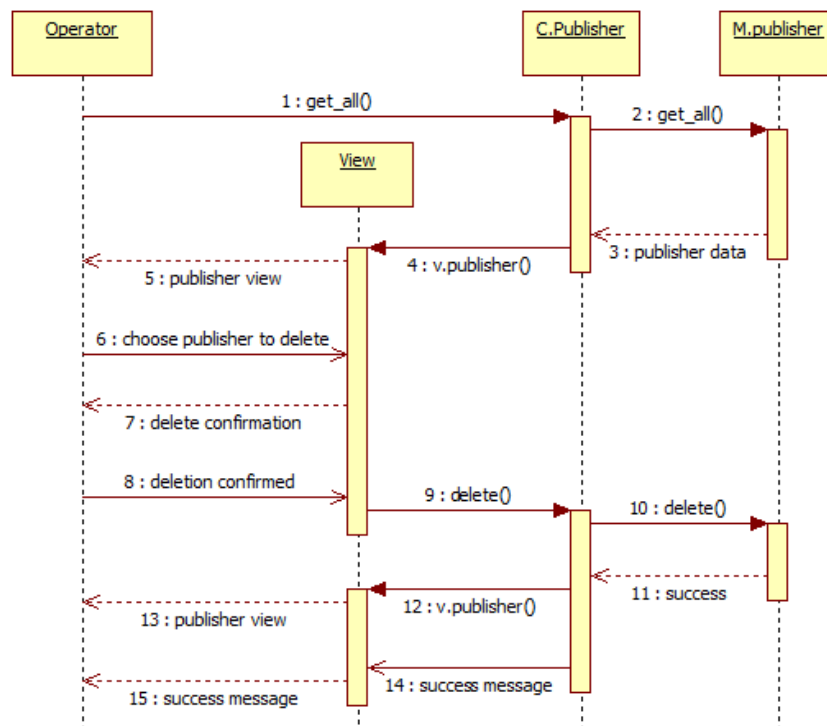 Operator
C.Publisher
M.publisher
1 : get_all()
2 : get_all()
View
3 : publisher data
4 : v.publisher()
5 : publisher view
6 : choose publisher to delete
7 : delete confirmation
8 : deletion confirmed
9 : delete()
10 : delete()
11 : success
12 : v.publisher()
13 : publisher view
14 : success message
15 : success message